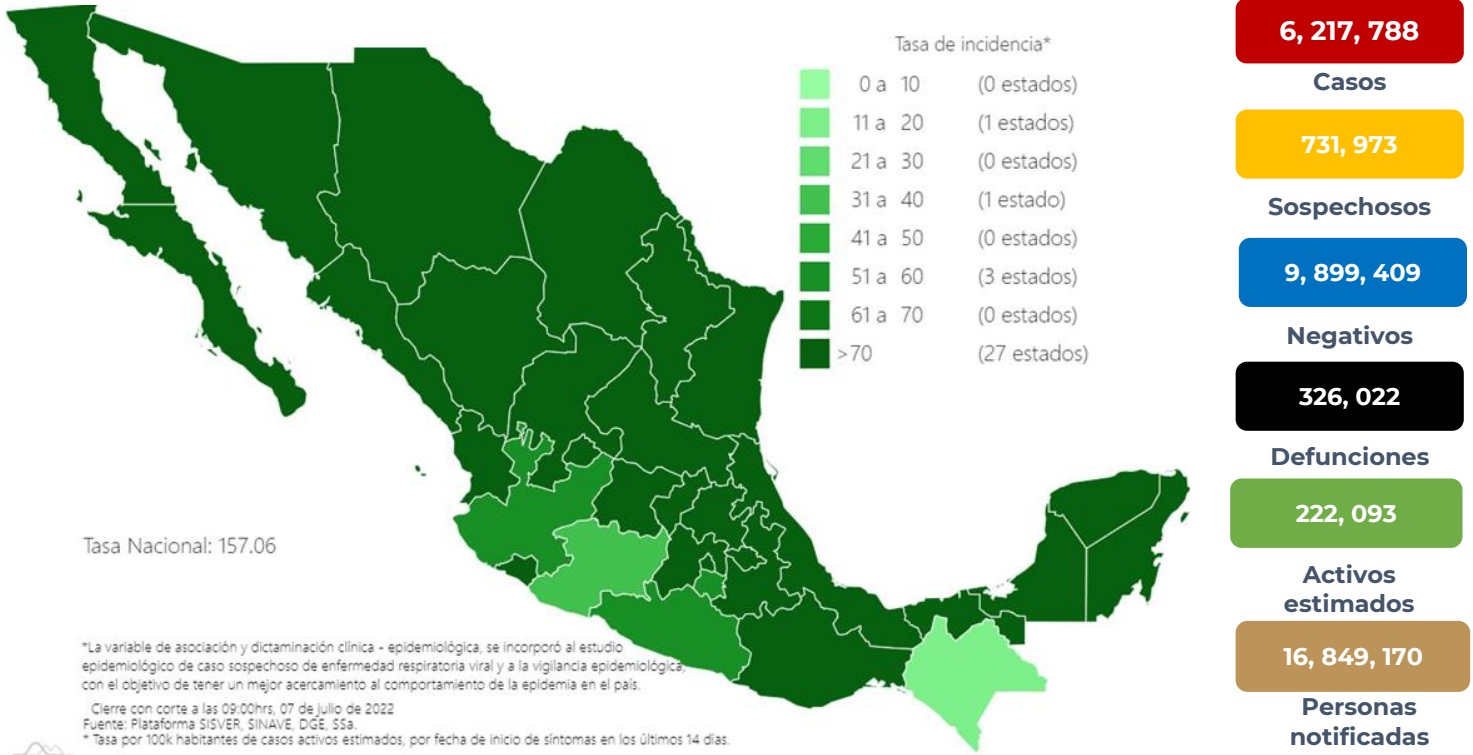 Tasa de incidencia*
0 a 10 (0 estados)
11 a 20 (1 estados)
21 a 30 (0 estados)
31 a 40 (1 estado)
41 a 50 (0 estados)
51 a 60 (3 estados)
61 a 70 (0 estados)
>70 (27 estados)
Tasa Nacional: 157.06
*La variable de asociación y dictaminación clínica - epidemiológica, se incorporó al estudio
epidemiológico de caso sospechoso de enfermedad respiratoria viral y a la vigilancia epidemiológica,
con el objetivo de tener un mejor acercamiento al comportamiento de la epidemia en el país.
Cierre con corte a las 09:00hrs, 07 de julio de 2022
Fuente: Plataforma SISVER, SINAVE, DGE, SSa.
* Tasa por 100k habitantes de casos activos estimados, por fecha de inicio de síntomas en los últimos 14 días.
6, 217, 788
Casos
731, 973
Sospechosos
9, 899, 409
Negativos
326, 022
Defunciones
222, 093
Activos
estimados
16, 849, 170
Personas
notificadas